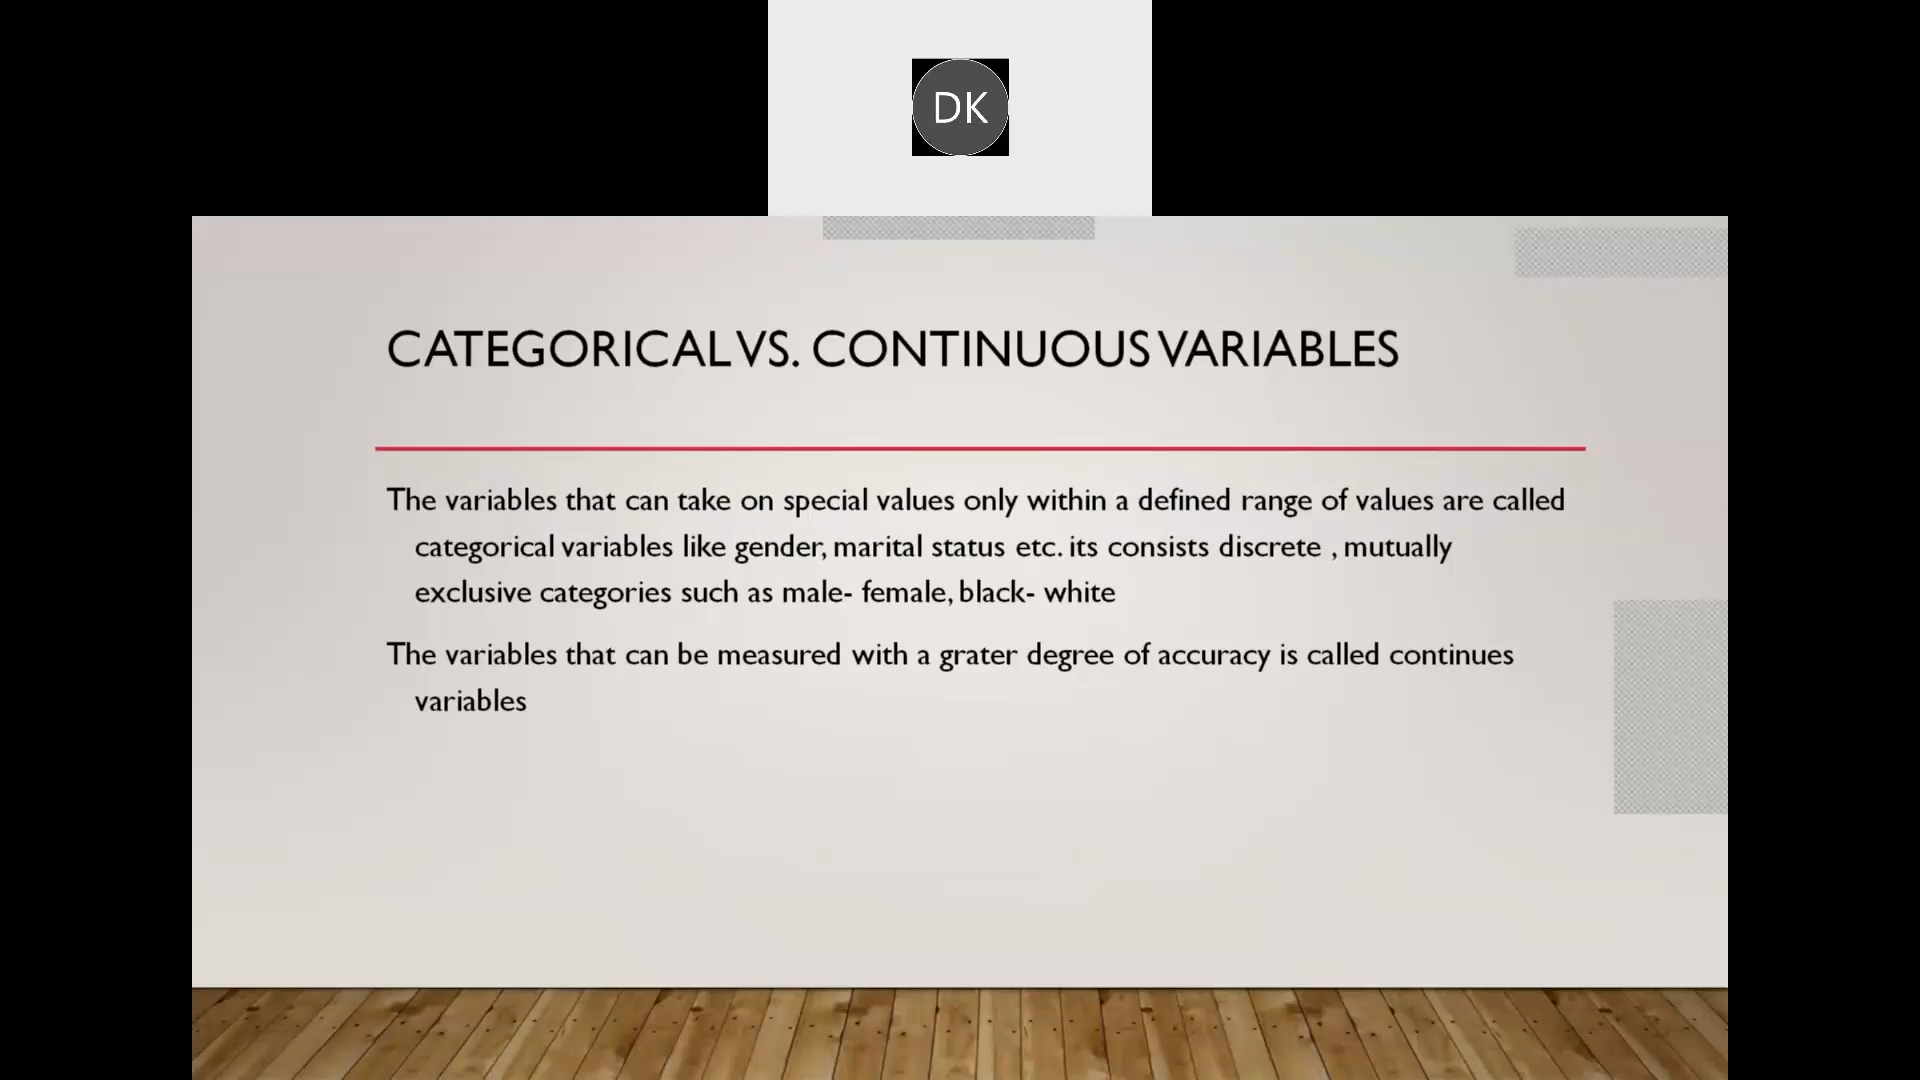 DK
CATEGORICAL VS. CONTINUOUS VARIABLES
The variables that can take on special values only within a defined range of values are called
categorical variables like gender, marital status etc. its consists discrete , mutually
exclusive categories such as male- female, black- white
The variables that can be measured with a grater degree of accuracy is called continues
variables